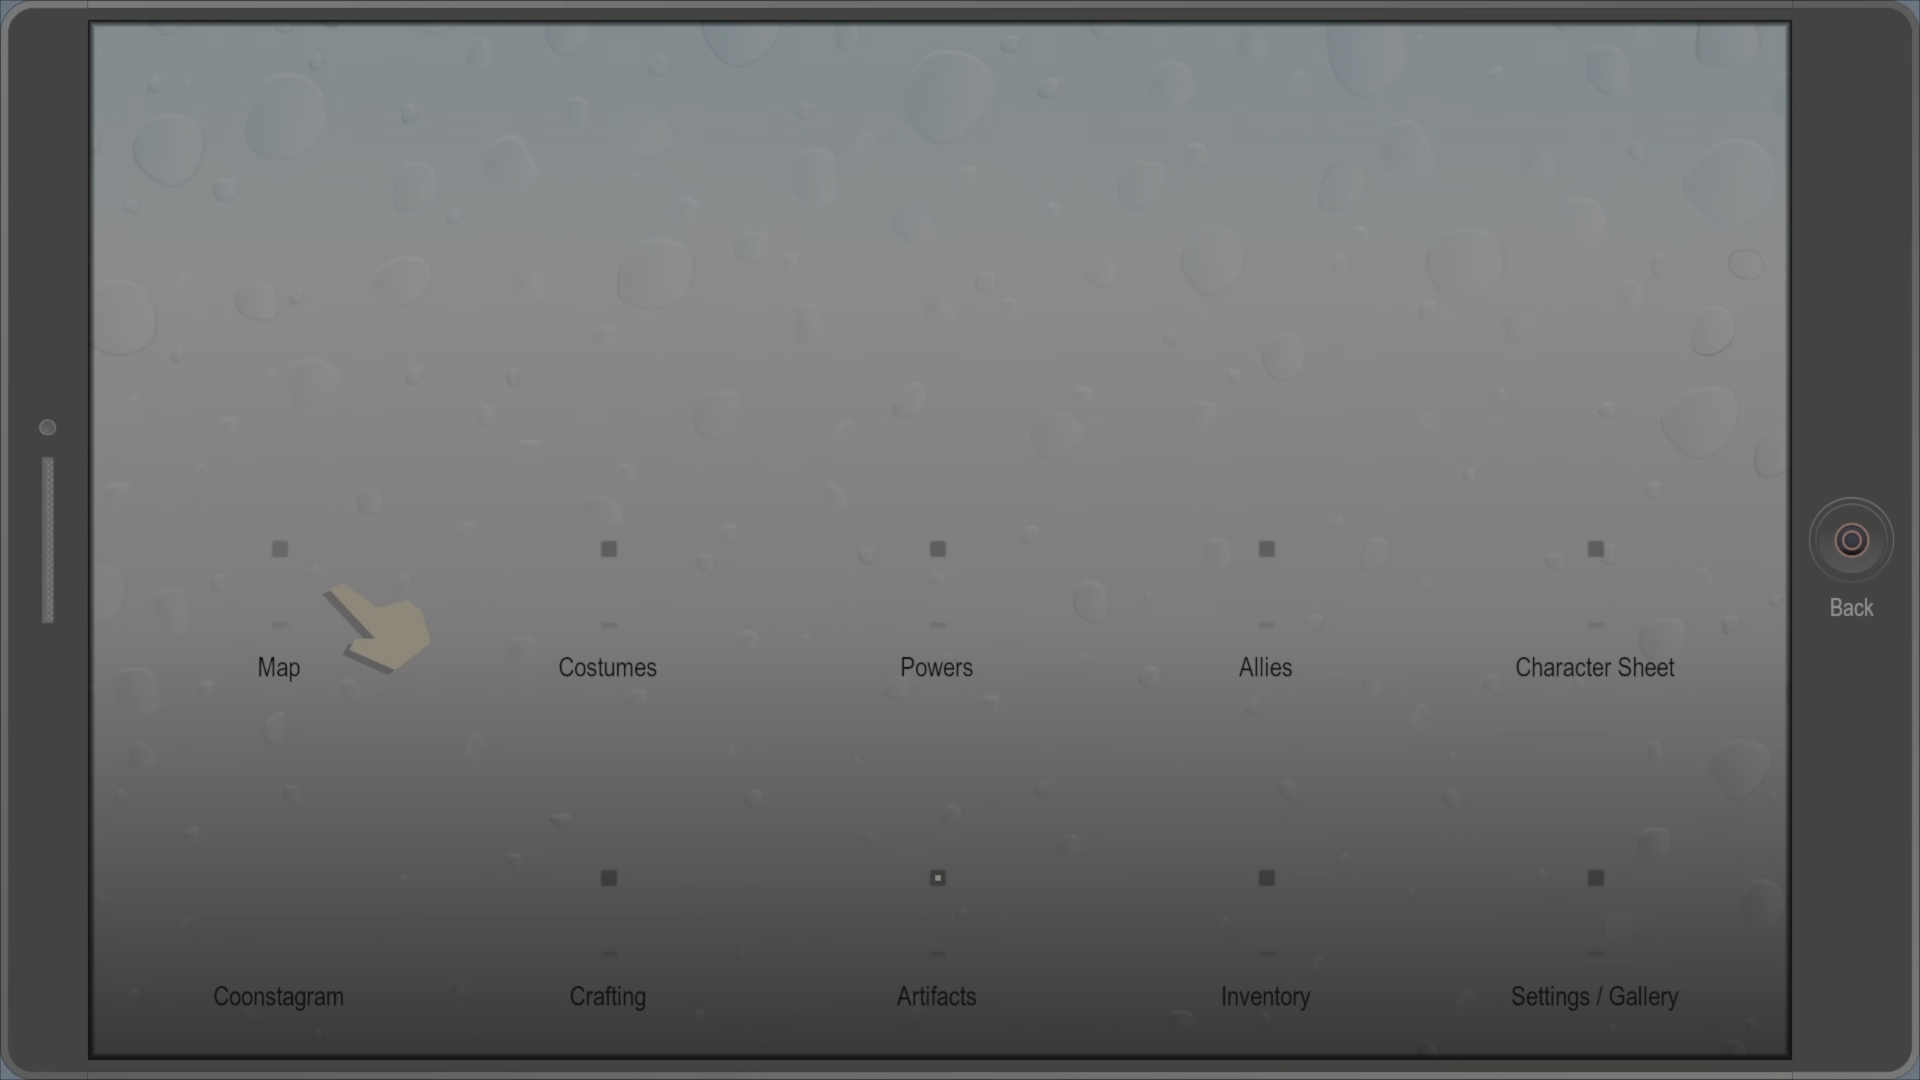 Back
Map
Costumes
Powers
Allies
Character Sheet
Coonstagram
Crafting
Artifacts
Inventory
Settings / Gallery